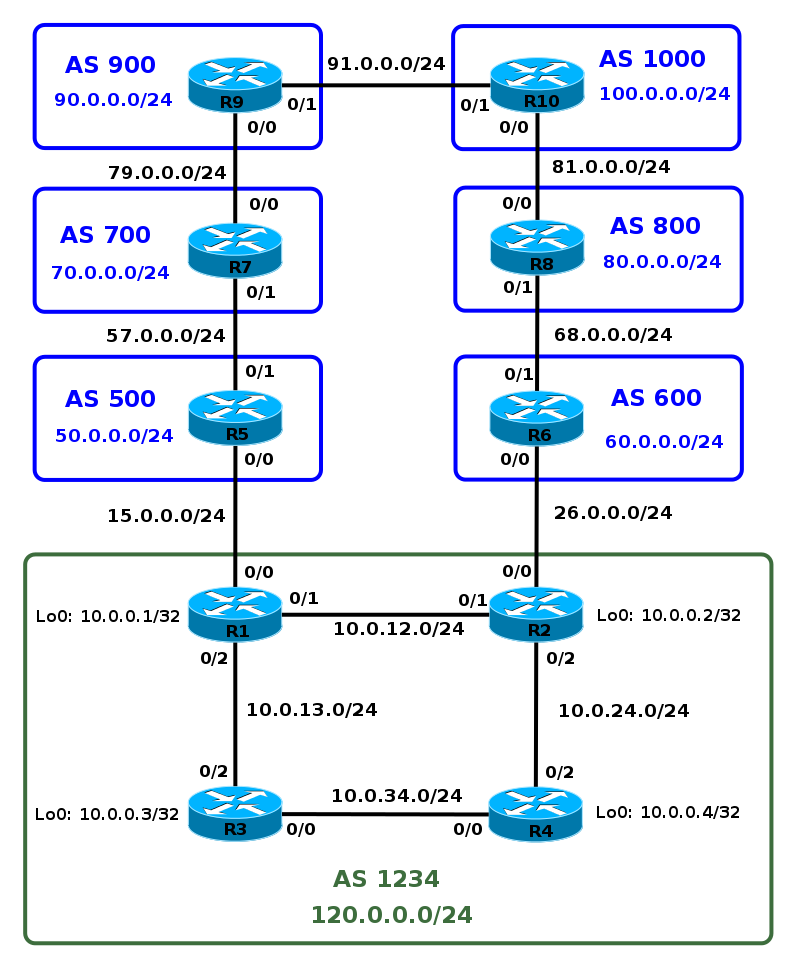 AS 900
90.0.0.0/24
R9
0/1
0/0
91.0.0.0/24
AS 1000
100.0.0.0/24
R10
0/1
0/0
79.0.0.0/24
81.0.0.0/24
0/0
AS 700
70.0.0.0/24
R7
0/1
0/0
AS 800
80.0.0.0/24
R8
0/1
57.0.0.0/24
68.0.0.0/24
0/1
AS 500
50.0.0.0/24
R5
0/0
0/1
AS 600
60.0.0.0/24
R6
0/0
15.0.0.0/24
26.0.0.0/24
0/0
0/0
Lo0: 10.0.0.1/32
R1
0/1
0/1
10.0.12.0/24
R2
Lo0: 10.0.0.2/32
0/2
0/2
10.0.13.0/24
10.0.24.0/24
0/2
0/2
Lo0: 10.0.0.3/32
R3
0/0
10.0.34.0/24
0/0
R4
Lo0: 10.0.0.4/32
AS 1234
120.0.0.0/24